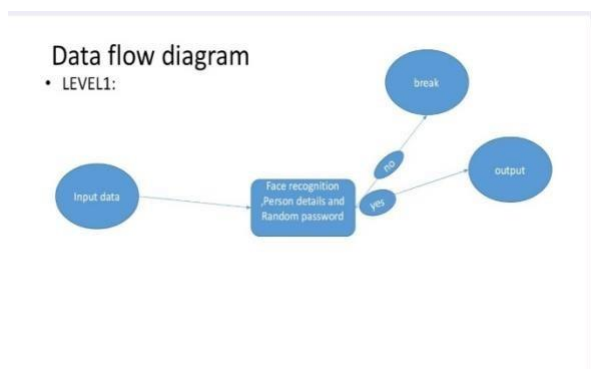 Data flow diagram
• LEVEL1:
break
no
output
Input data
Face recognition
,Person details and
Random password
yes